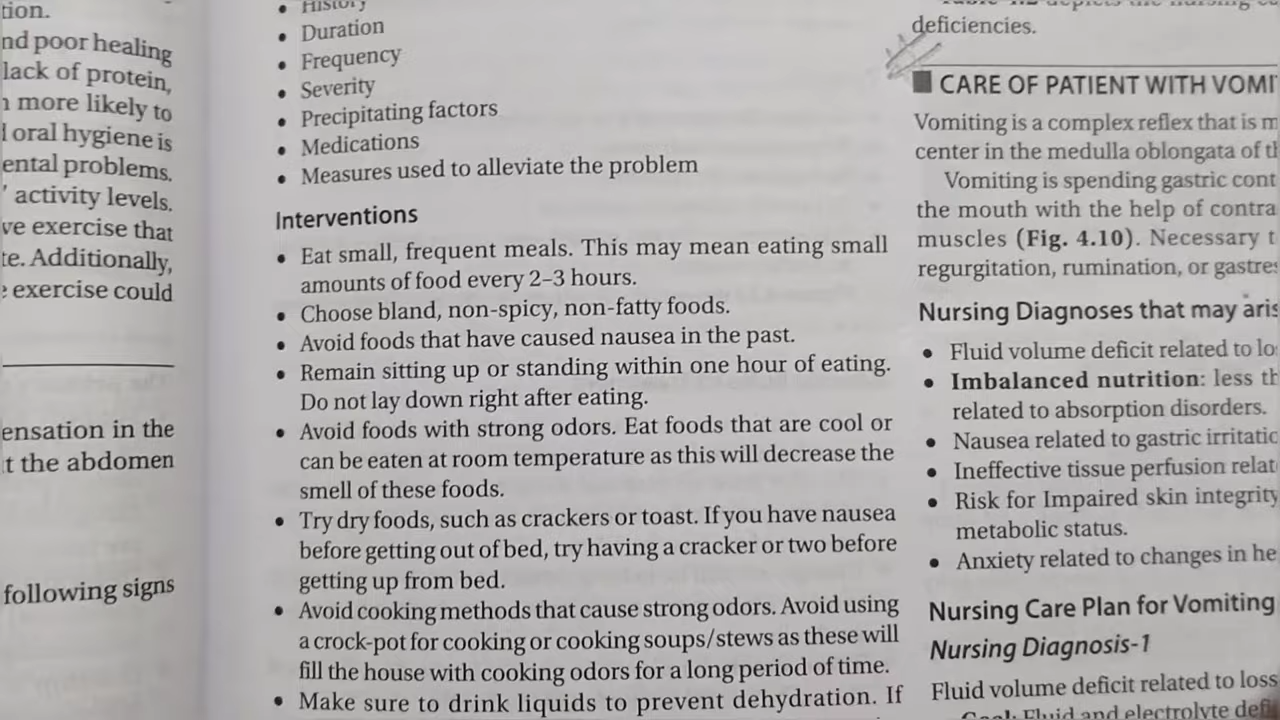 tion.
nd poor healing
lack of protein,
more likely to
oral hygiene is
ental problems.
activity levels.
ve exercise that
te. Additionally,
exercise could
ensation in the
t the abdomen
following signs
• History
• Duration
• Frequency
• Severity
• Precipitating factors
• Medications
• Measures used to alleviate the problem
Interventions
• Eat small, frequent meals. This may mean eating small
amounts of food every 2–3 hours.
• Choose bland, non-spicy, non-fatty foods.
• Avoid foods that have caused nausea in the past.
• Remain sitting up or standing within one hour of eating.
Do not lay down right after eating.
• Avoid foods with strong odors. Eat foods that are cool or
can be eaten at room temperature as this will decrease the
smell of these foods.
• Try dry foods, such as crackers or toast. If you have nausea
before getting out of bed, try having a cracker or two before
getting up from bed.
• Avoid cooking methods that cause strong odors. Avoid using
a crock-pot for cooking or cooking soups/stews as these will
fill the house with cooking odors for a long period of time.
• Make sure to drink liquids to prevent dehydration. If
deficiencies.
■ CARE OF PATIENT WITH VOMI
Vomiting is a complex reflex that is m
center in the medulla oblongata of th
Vomiting is spending gastric cont
the mouth with the help of contra
muscles (Fig. 4.10). Necessary t
regurgitation, rumination, or gastres
Nursing Diagnoses that may aris
• Fluid volume deficit related to lo
• Imbalanced nutrition: less th
related to absorption disorders.
• Nausea related to gastric irritatio
• Ineffective tissue perfusion relat
• Risk for Impaired skin integrity
metabolic status.
• Anxiety related to changes in he
Nursing Care Plan for Vomiting
Nursing Diagnosis-1
Fluid volume deficit related to loss
Goal: Fluid and electrolyte defi